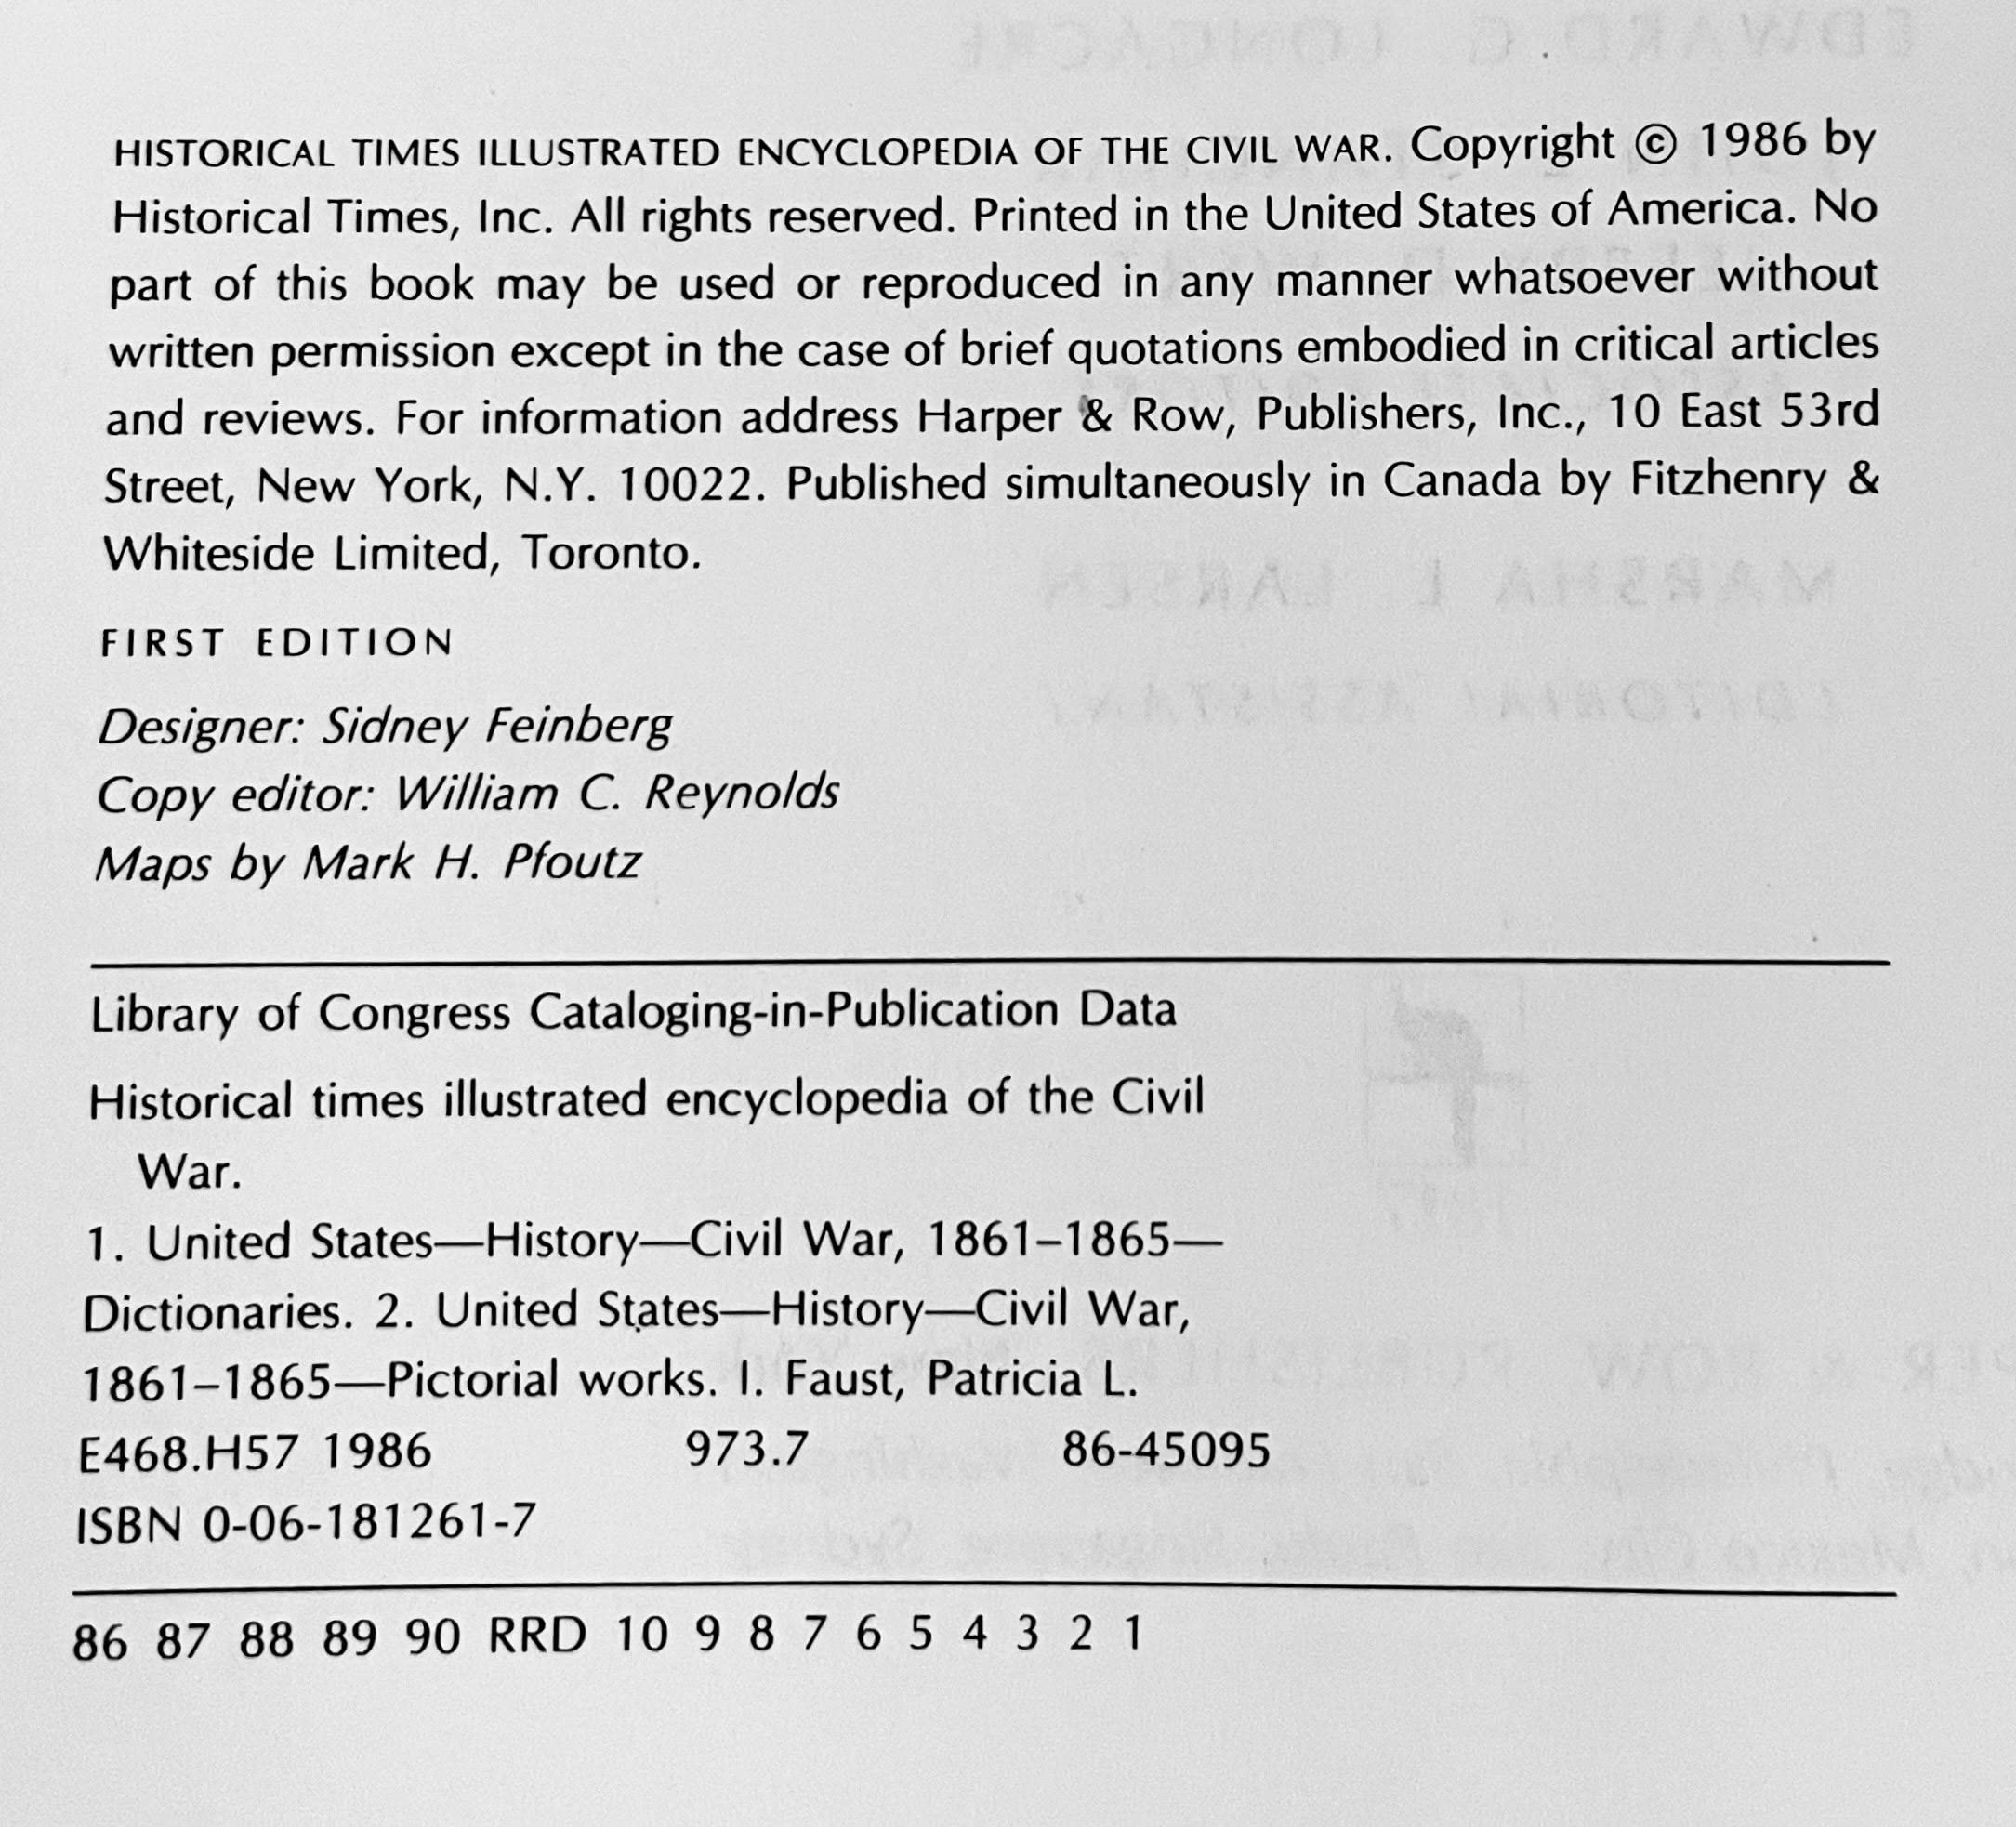 HISTORICAL TIMES ILLUSTRATED ENCYCLOPEDIA OF THE CIVIL WAR. Copyright © 1986 by
Historical Times, Inc. All rights reserved. Printed in the United States of America. No
part of this book may be used or reproduced in any manner whatsoever without
written permission except in the case of brief quotations embodied in critical articles
and reviews. For information address Harper & Row, Publishers, Inc., 10 East 53rd
Street, New York, N.Y. 10022. Published simultaneously in Canada by Fitzhenry &
Whiteside Limited, Toronto.
FIRST EDITION
Designer: Sidney Feinberg
Copy editor: William C. Reynolds
Maps by Mark H. Pfoutz
Library of Congress Cataloging-in-Publication Data
Historical times illustrated encyclopedia of the Civil
War.
1. United States—History—Civil War, 1861–1865—
Dictionaries. 2. United States—History—Civil War,
1861–1865—Pictorial works. I. Faust, Patricia L.
E468.H57 1986 973.7 86-45095
ISBN 0-06-181261-7
86 87 88 89 90 RRD 10 9 8 7 6 5 4 3 2 1